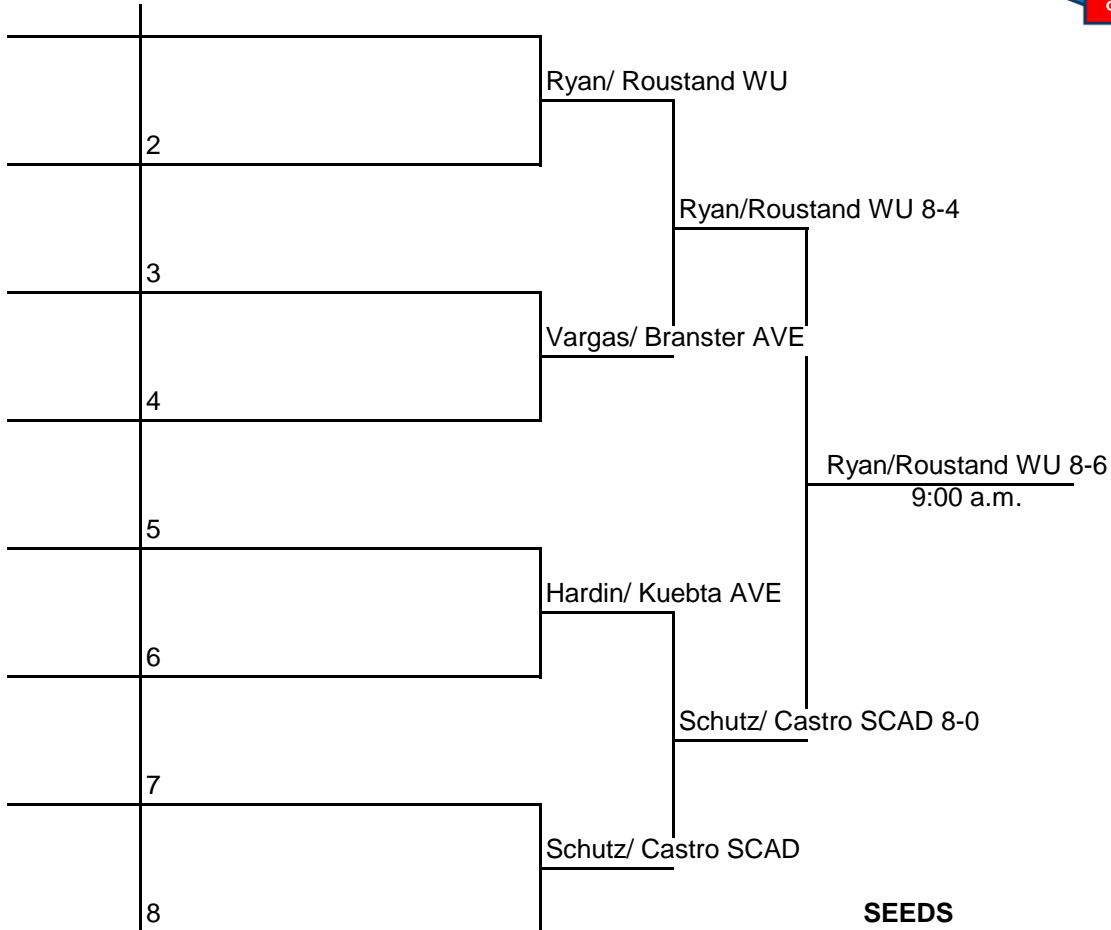 Ryan/ Roustand WU
2
Ryan/Roustand WU 8-4
3
Vargas/ Branster AVE
4
Ryan/Roustand WU 8-6
9:00 a.m.
5
Hardin/ Kuebta AVE
6
Schutz/ Castro SCAD 8-0
7
Schutz/ Castro SCAD
8
SEEDS